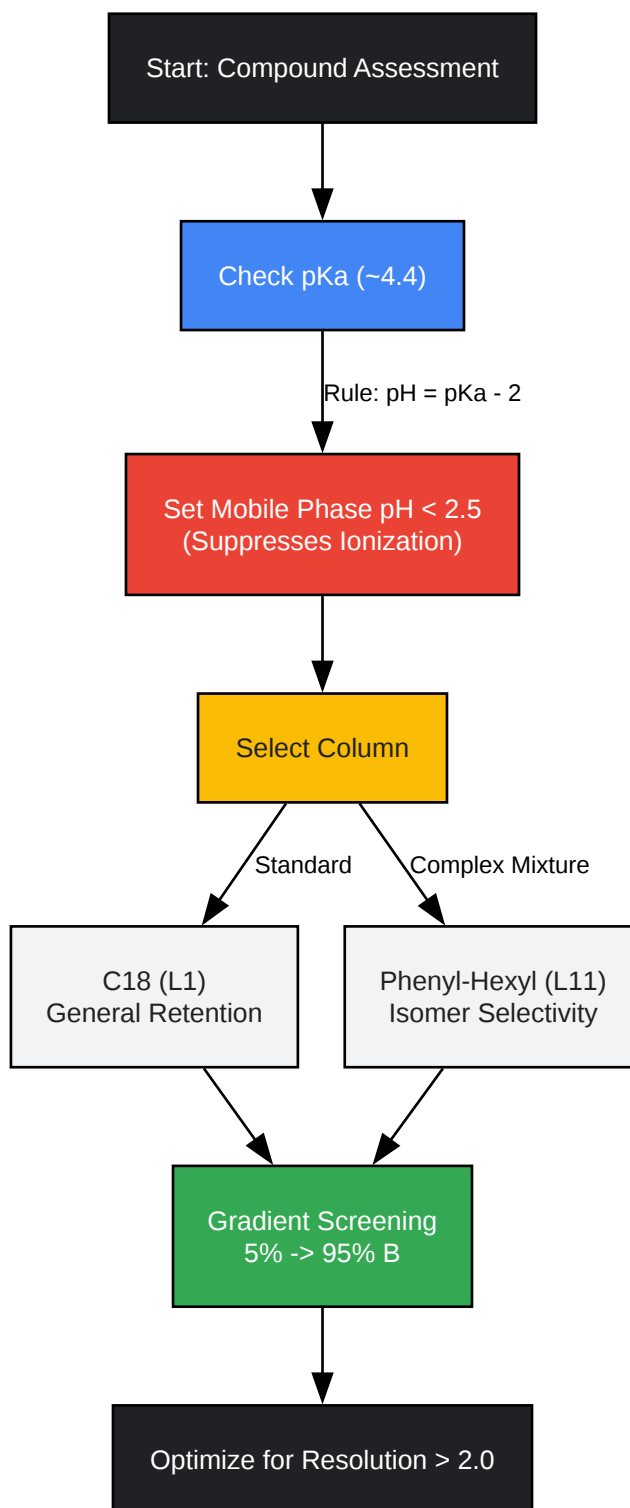 Start: Compound Assessment
Check pKa (~4.4)
Rule: pH = pKa - 2
Set Mobile Phase pH < 2.5
(Suppresses Ionization)
Select Column
Standard
Complex Mixture
C18 (L1)
General Retention
Phenyl-Hexyl (L11)
Isomer Selectivity
Gradient Screening
5% -> 95% B
Optimize for Resolution > 2.0